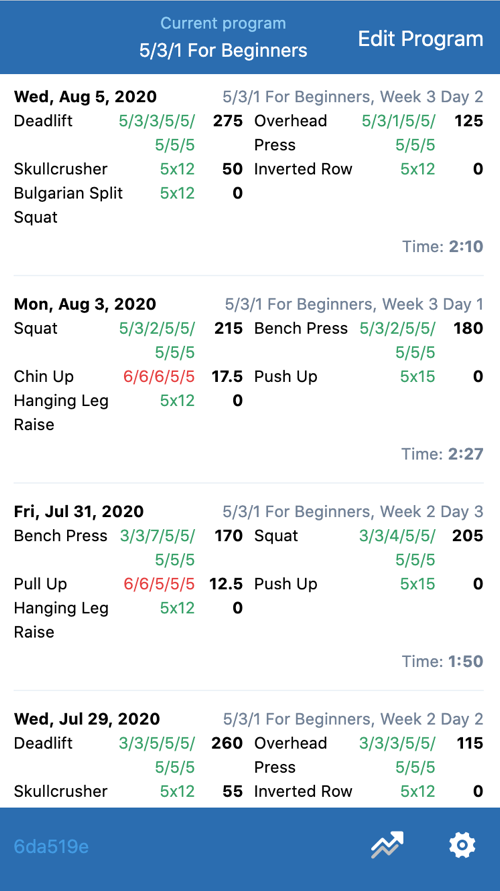 Current program
5/3/1 For Beginners
Edit Program
Wed, Aug 5, 2020 5/3/1 For Beginners, Week 3 Day 2
Deadlift 5/3/3/5/5/ 275 Overhead 5/3/1/5/5/ 125
5/5/5 Press 5/5/5
Skullcrusher 5x12 50 Inverted Row 5x12 0
Bulgarian Split 5x12 0
Squat
Time: 2:10
Mon, Aug 3, 2020 5/3/1 For Beginners, Week 3 Day 1
Squat 5/3/2/5/5/ 215 Bench Press 5/3/2/5/5/ 180
5/5/5 5/5/5
Chin Up 6/6/6/5/5 17.5 Push Up 5x15 0
Hanging Leg 5x12 0
Raise
Time: 2:27
Fri, Jul 31, 2020 5/3/1 For Beginners, Week 2 Day 3
Bench Press 3/3/7/5/5/ 170 Squat 3/3/4/5/5/ 205
5/5/5 5/5/5
Pull Up 6/6/5/5/5 12.5 Push Up 5x15 0
Hanging Leg 5x12 0
Raise
Time: 1:50
Wed, Jul 29, 2020 5/3/1 For Beginners, Week 2 Day 2
Deadlift 3/3/5/5/5/ 260 Overhead 3/3/3/5/5/ 115
5/5/5 Press 5/5/5
Skullcrusher 5x12 55 Inverted Row 5x12 0
6da519e